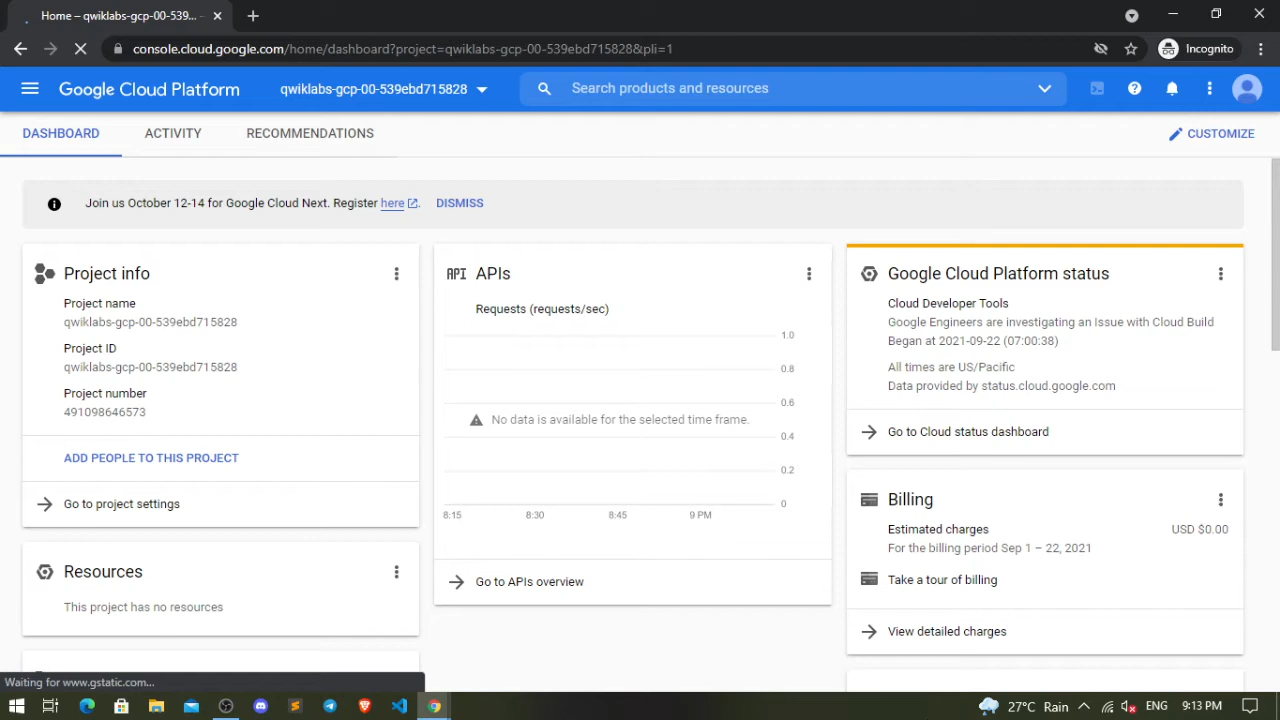 Home – qwiklabs-gcp-00-539...
console.cloud.google.com/home/dashboard?project=qwiklabs-gcp-00-539ebd715828&pli=1
Incognito
Google Cloud Platform
qwiklabs-gcp-00-539ebd715828
Search products and resources
DASHBOARD
ACTIVITY
RECOMMENDATIONS
CUSTOMIZE
Join us October 12-14 for Google Cloud Next. Register here. DISMISS
Project info
Project name
qwiklabs-gcp-00-539ebd715828
Project ID
qwiklabs-gcp-00-539ebd715828
Project number
491098646573
ADD PEOPLE TO THIS PROJECT
Go to project settings
Resources
This project has no resources
API APIs
Requests (requests/sec)
1.0
0.8
0.6
No data is available for the selected time frame.
0.4
0.2
0
8:15 8:30 8:45 9 PM
Go to APIs overview
Google Cloud Platform status
Cloud Developer Tools
Google Engineers are investigating an Issue with Cloud Build
Began at 2021-09-22 (07:00:38)
All times are US/Pacific
Data provided by status.cloud.google.com
Go to Cloud status dashboard
Billing
Estimated charges USD $0.00
For the billing period Sep 1 – 22, 2021
Take a tour of billing
View detailed charges
Waiting for www.gstatic.com...
27°C Rain
ENG
9:13 PM